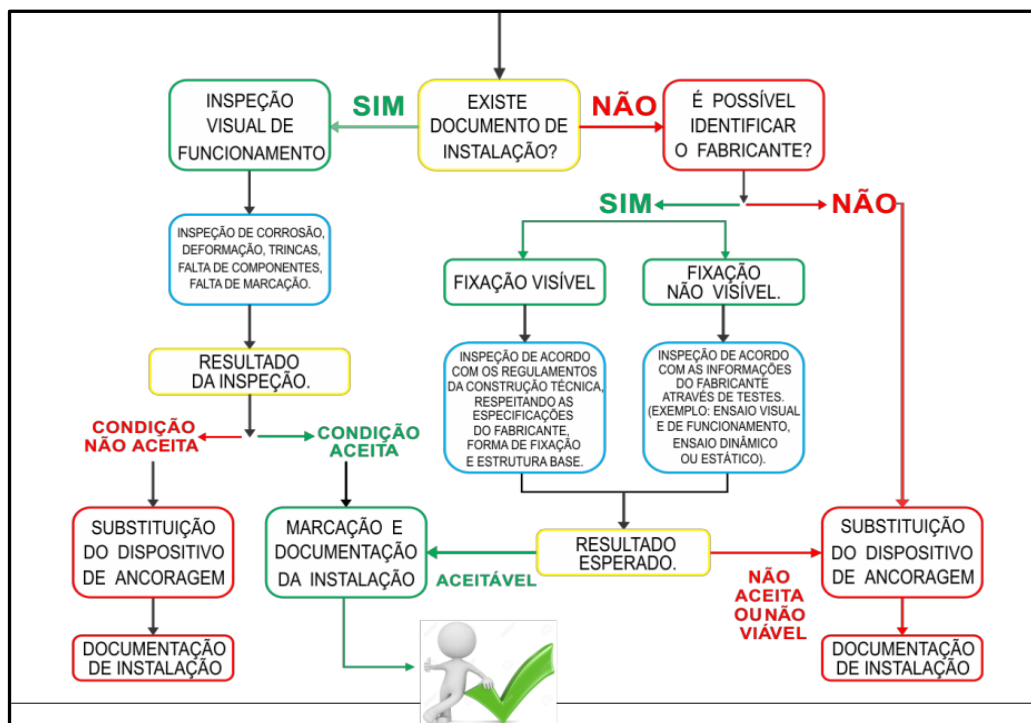 INSPEÇÃO
VISUAL DE
FUNCIONAMENTO
SIM
EXISTE
DOCUMENTO DE
INSTALAÇÃO?
NÃO
É POSSÍVEL
IDENTIFICAR
O FABRICANTE?
SIM
NÃO
INSPEÇÃO DE CORROSÃO,
DEFORMAÇÃO, TRINCAS,
FALTA DE COMPONENTES,
FALTA DE MARCAÇÃO.
FIXAÇÃO VISÍVEL
FIXAÇÃO
NÃO VISÍVEL.
RESULTADO
DA INSPEÇÃO.
INSPEÇÃO DE ACORDO
COM OS REGULAMENTOS
DA CONSTRUÇÃO TÉCNICA,
RESPEITANDO AS
ESPECIFICAÇÕES
DO FABRICANTE,
FORMA DE FIXAÇÃO
E ESTRUTURA BASE.
INSPEÇÃO DE ACORDO
COM AS INFORMAÇÕES
DO FABRICANTE
ATRAVÉS DE TESTES.
(EXEMPLO: ENSAIO VISUAL
E DE FUNCIONAMENTO,
ENSAIO DINÂMICO
OU ESTÁTICO).
CONDIÇÃO
NÃO ACEITA
CONDIÇÃO
ACEITA
SUBSTITUIÇÃO
DO DISPOSITIVO
DE ANCORAGEM
MARCAÇÃO E
DOCUMENTAÇÃO
DA INSTALAÇÃO
ACEITÁVEL
RESULTADO
ESPERADO.
NÃO
ACEITA
OUNÃO
VIÁVEL
SUBSTITUIÇÃO
DO DISPOSITIVO
DE ANCORAGEM
DOCUMENTAÇÃO
DE INSTALAÇÃO
DOCUMENTAÇÃO
DE INSTALAÇÃO